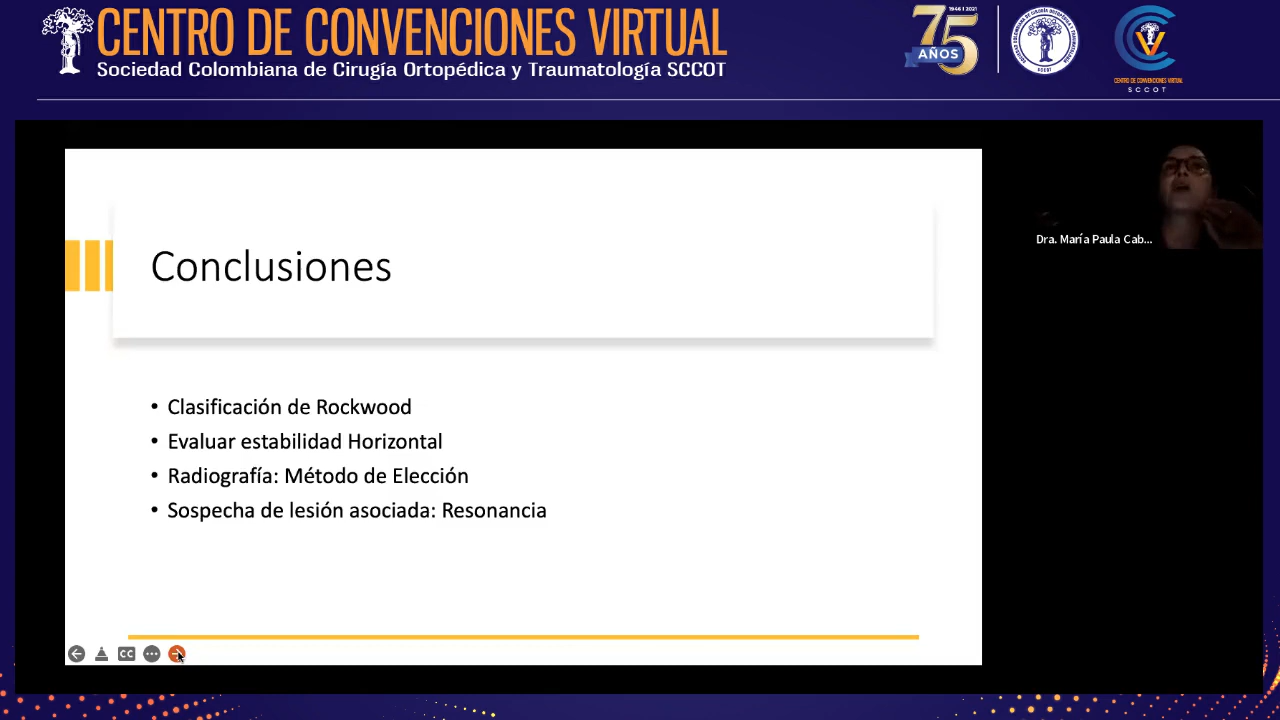 CENTRO DE CONVENCIONES VIRTUAL
Sociedad Colombiana de Cirugía Ortopédica y Traumatología SCCOT
1946 I 2021
75
AÑOS
CENTRO DE CONVENCIONES VIRTUAL
SCCOT
Dra. María Paula Cab...
Conclusiones
• Clasificación de Rockwood
• Evaluar estabilidad Horizontal
• Radiografía: Método de Elección
• Sospecha de lesión asociada: Resonancia
CC